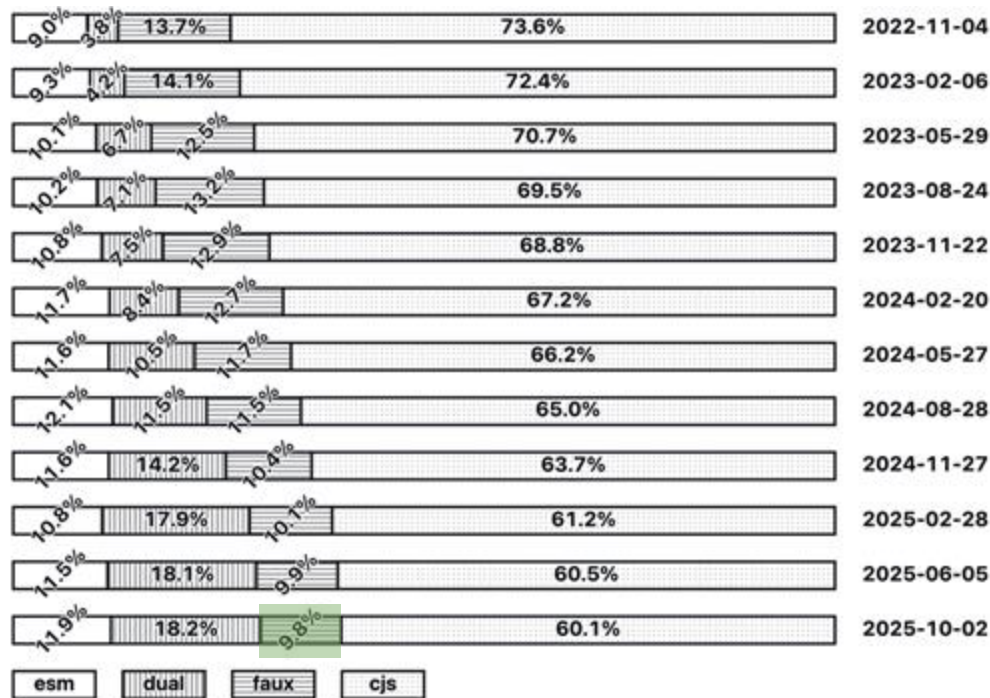 9.0% 3.8% 13.7% 73.6% 2022-11-04
9.3% 4.2% 14.1% 72.4% 2023-02-06
10.1% 6.7% 12.5% 70.7% 2023-05-29
10.2% 7.1% 13.2% 69.5% 2023-08-24
10.8% 7.5% 12.9% 68.8% 2023-11-22
11.7% 8.4% 12.7% 67.2% 2024-02-20
11.6% 10.5% 11.7% 66.2% 2024-05-27
12.1% 11.5% 11.5% 65.0% 2024-08-28
11.6% 14.2% 10.4% 63.7% 2024-11-27
10.8% 17.9% 10.1% 61.2% 2025-02-28
11.5% 18.1% 9.9% 60.5% 2025-06-05
11.9% 18.2% 9.8% 60.1% 2025-10-02
esm dual faux cjs